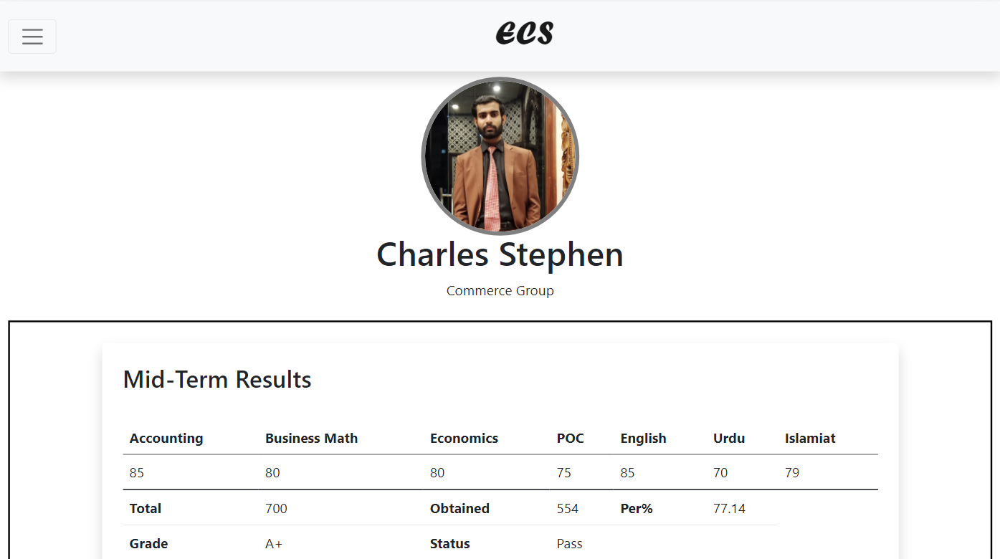 ECS
Charles Stephen
Commerce Group
Mid-Term Results
Accounting Business Math Economics POC English Urdu Islamiat
85 80 80 75 85 70 79
Total 700 Obtained 554 Per% 77.14
Grade A+ Status Pass